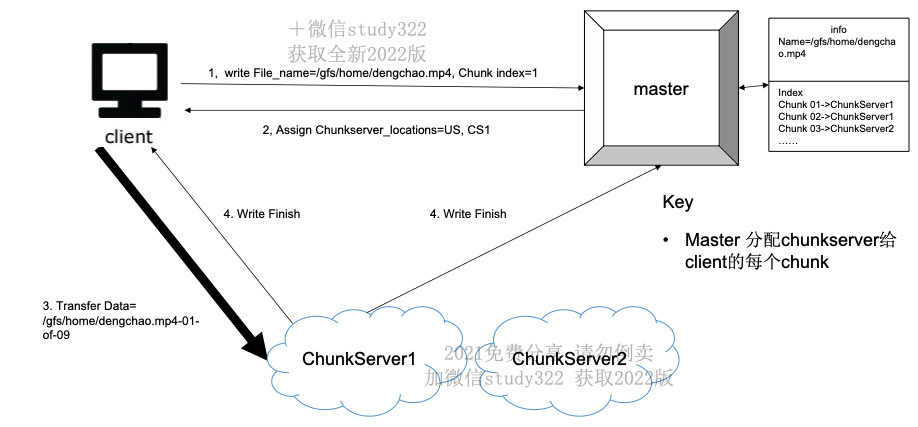 ＋微信study322
获取全新2022版
info
Name=/gfs/home/dengcha
o.mp4
1, write File_name=/gfs/home/dengchao.mp4, Chunk index=1
master
Index
Chunk 01->ChunkServer1
Chunk 02->ChunkServer1
Chunk 03->ChunkServer2
……
2, Assign Chunkserver_locations=US, CS1
client
4. Write Finish
4. Write Finish
Key
• Master 分配chunkserver给
client的每个chunk
3. Transfer Data=
/gfs/home/dengchao.mp4-01-
of-09
ChunkServer1
ChunkServer2
2021免费分享 请勿倒卖
加微信study322 获取2022版